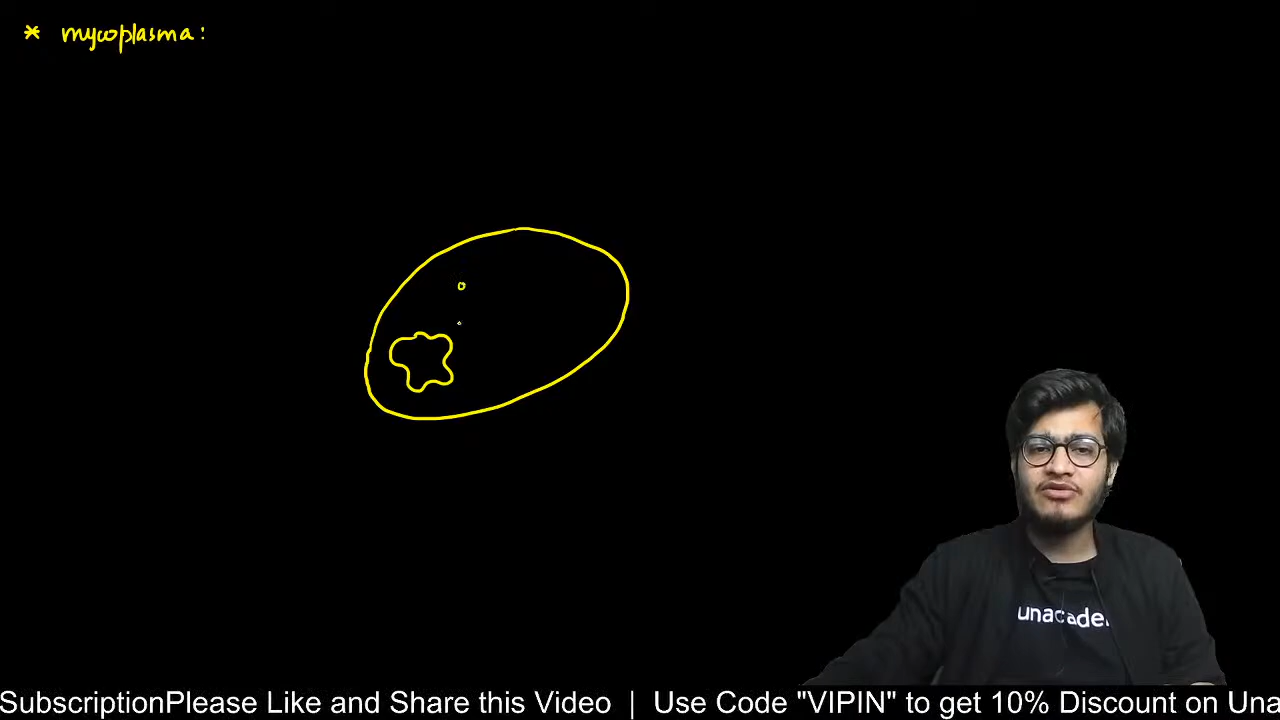 * mycoplasma:
unacade
SubscriptionPlease Like and Share this Video | Use Code "VIPIN" to get 10% Discount on Una